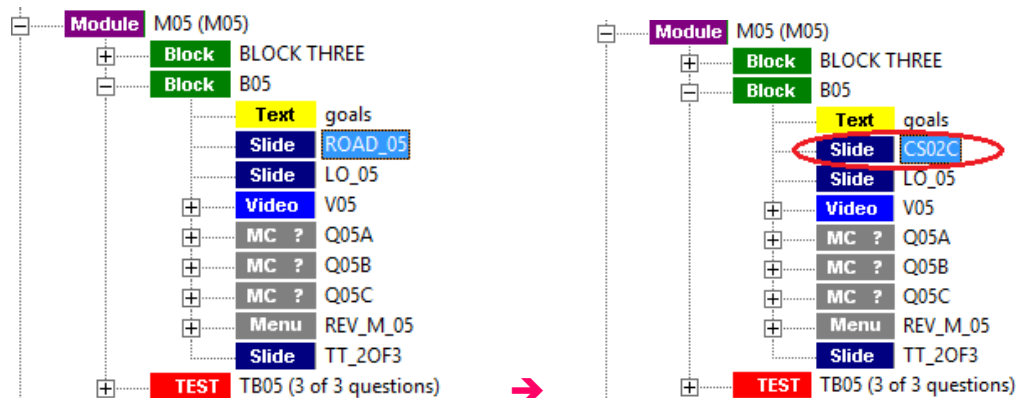 Module M05 (M05)
Block BLOCK THREE
Block B05
Text goals
Slide ROAD_05
Slide LO_05
Video V05
MC ? Q05A
MC ? Q05B
MC ? Q05C
Menu REV_M_05
Slide TT_2OF3
TEST TB05 (3 of 3 questions)
Module M05 (M05)
Block BLOCK THREE
Block B05
Text goals
Slide CS02C
Slide LO_05
Video V05
MC ? Q05A
MC ? Q05B
MC ? Q05C
Menu REV_M_05
Slide TT_2OF3
TEST TB05 (3 of 3 questions)